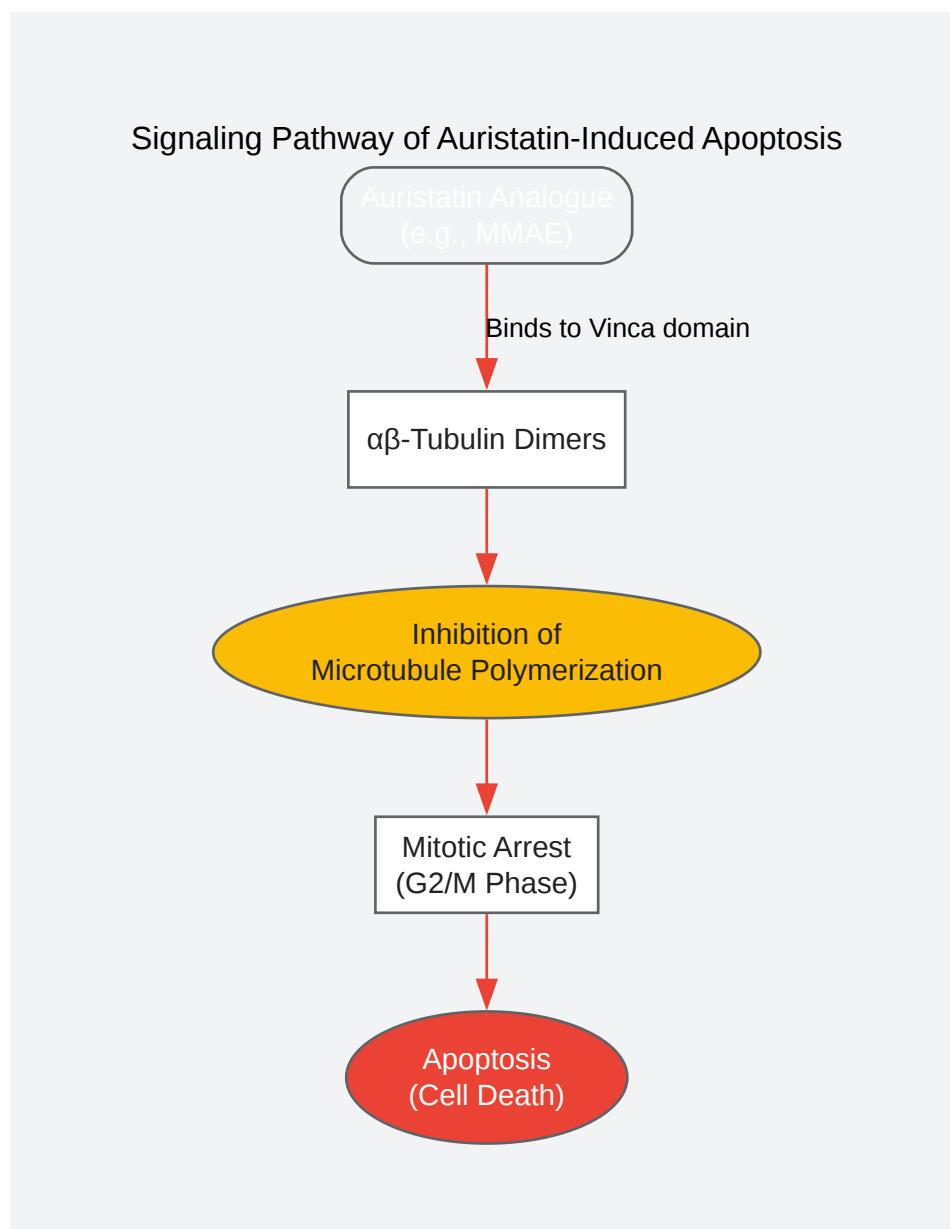 Signaling Pathway of Auristatin-Induced Apoptosis
Auristatin Analogue
(e.g., MMAE)
Binds to Vinca domain
αβ-Tubulin Dimers
Inhibition of
Microtubule Polymerization
Mitotic Arrest
(G2/M Phase)
Apoptosis
(Cell Death)